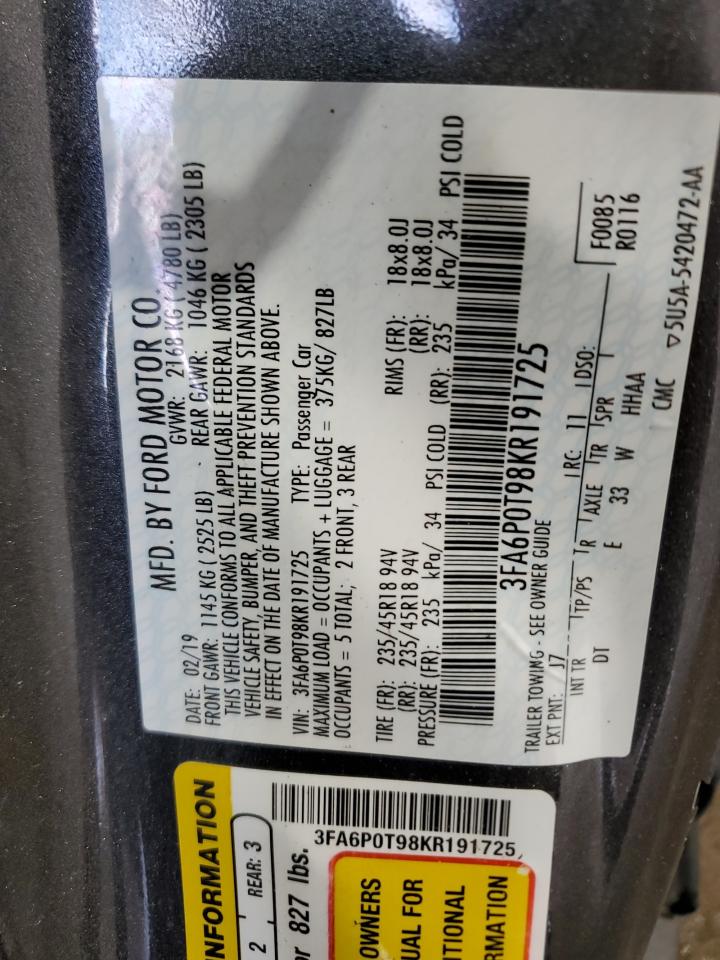 MFD. BY FORD MOTOR CO.
DATE: 02/19 GVWR: 2168 KG ( 4780 LB)
FRONT GAWR: 1145 KG ( 2525 LB) REAR GAWR: 1046 KG ( 2305 LB)
THIS VEHICLE CONFORMS TO ALL APPLICABLE FEDERAL MOTOR
VEHICLE SAFETY, BUMPER, AND THEFT PREVENTION STANDARDS
IN EFFECT ON THE DATE OF MANUFACTURE SHOWN ABOVE.
VIN: 3FA6P0T98KR191725 TYPE: Passenger Car
MAXIMUM LOAD = OCCUPANTS + LUGGAGE = 375KG/ 827LB
OCCUPANTS = 5 TOTAL, 2 FRONT, 3 REAR
TIRE (FR): 235/45R18 94V RIMS (FR): 18x8.0J
(RR): 235/45R18 94V (RR): 18x8.0J
PRESSURE (FR): 235 kPa/ 34 PSI COLD (RR): 235 kPa/ 34 PSI COLD
3FA6P0T98KR191725
TRAILER TOWING - SEE OWNER GUIDE
EXT PNT: J7 RC: 11 DSO: F0085
R0116
INT TR TP/PS R AXLE TR SPR
DT E 33 W HHAA
CMC ▽5U5A-5420472-AA
INFORMATION
2 REAR: 3
or 827 lbs.
3FA6P0T98KR191725
OWNERS
UAL FOR
ITIONAL
RMATION